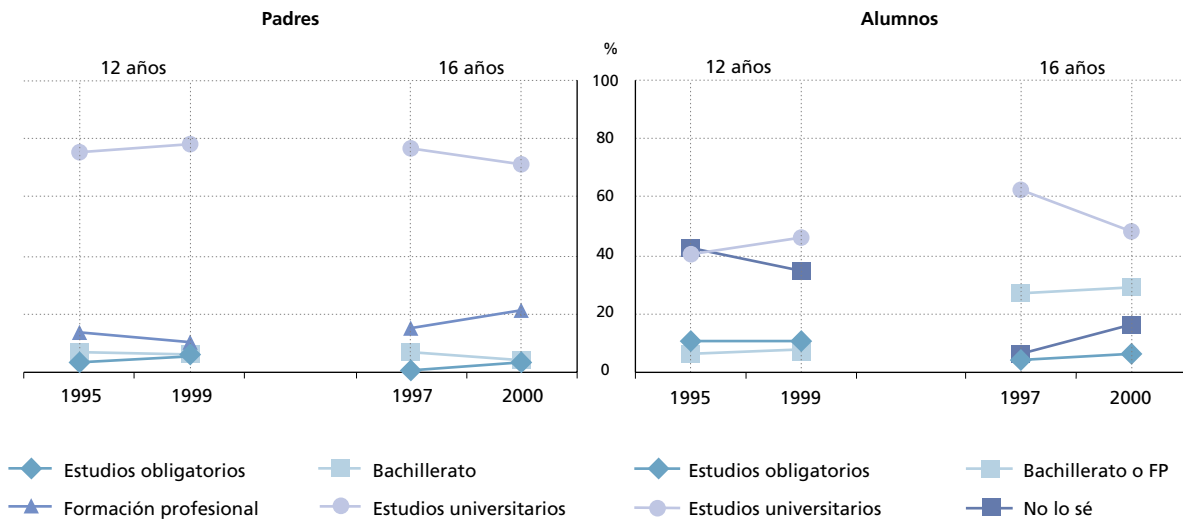 Padres
12 años
16 años
1995
1999
1997
2000
Estudios obligatorios
Bachillerato
Formación profesional
Estudios universitarios
%
100
80
60
40
20
0
Alumnos
12 años
16 años
1995
1999
1997
2000
Estudios obligatorios
Bachillerato o FP
Estudios universitarios
No lo sé